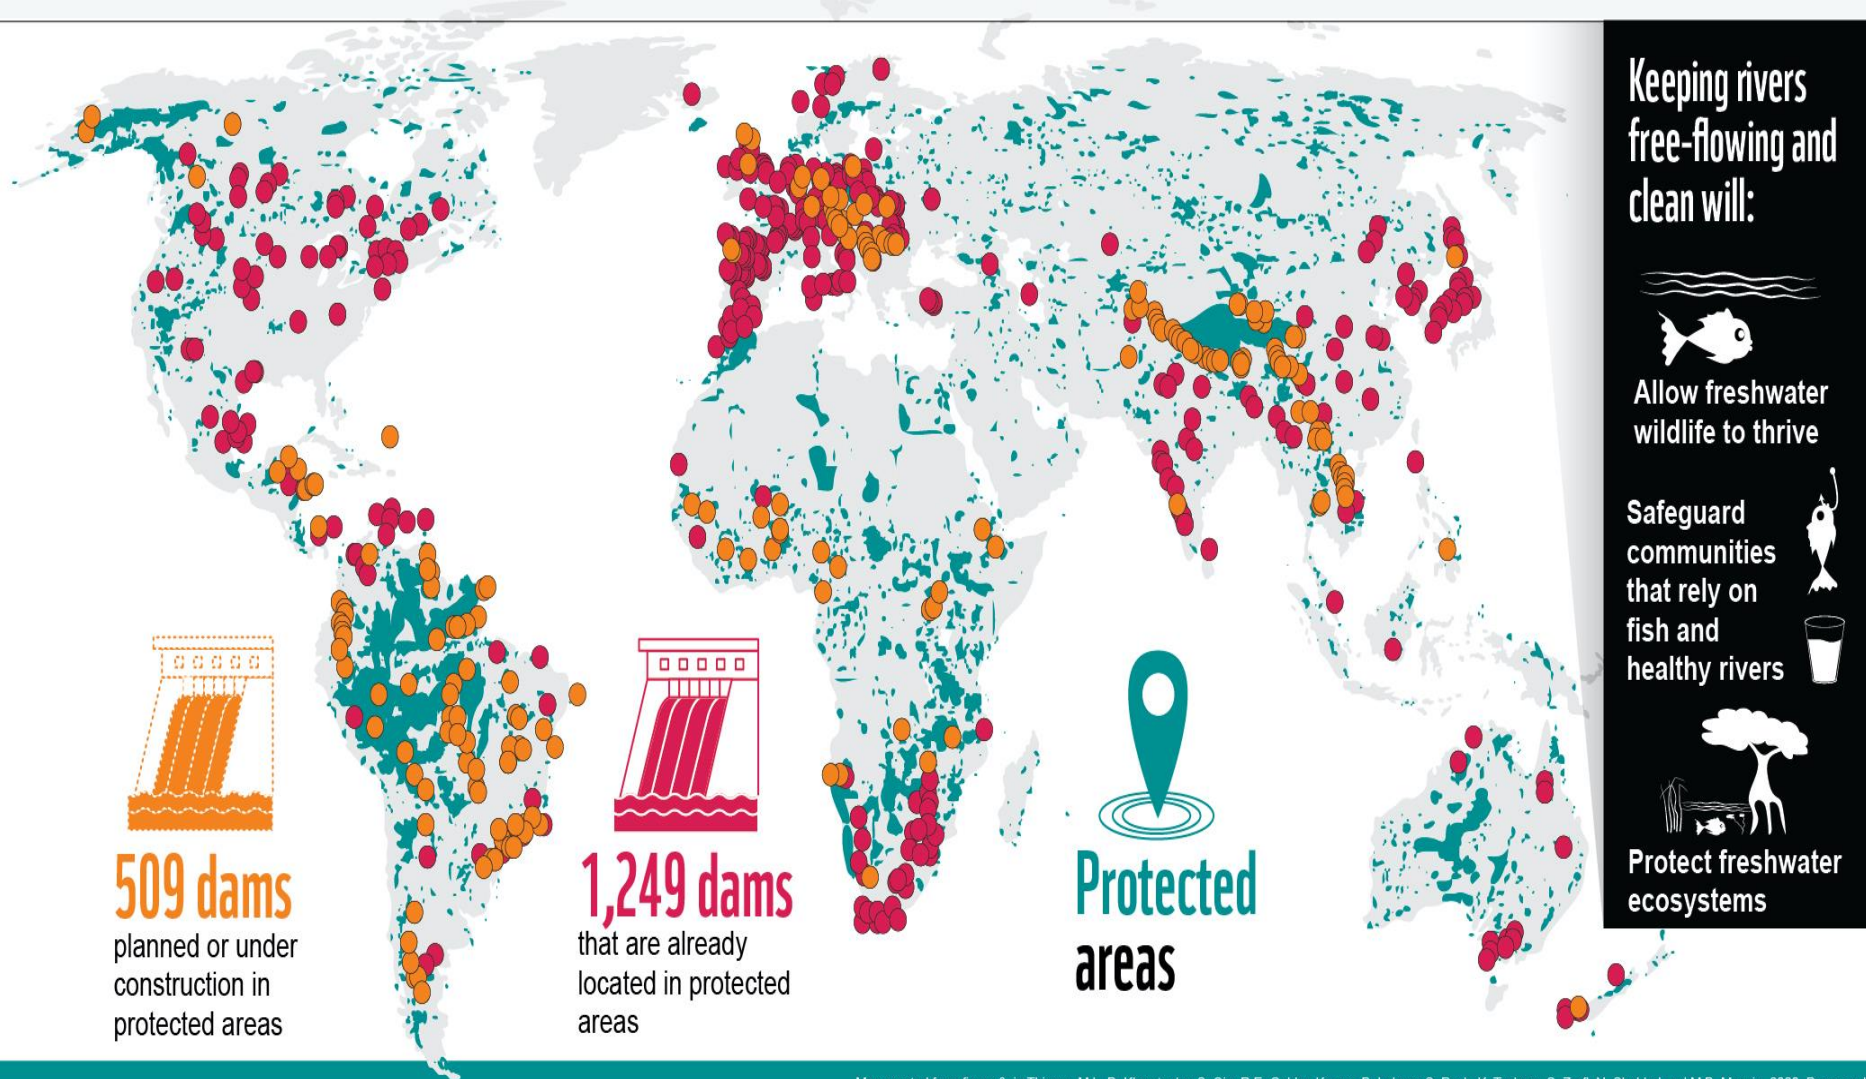 Keeping rivers
free-flowing and
clean will:
Allow freshwater
wildlife to thrive
Safeguard
communities
that rely on
fish and
healthy rivers
Protect freshwater
ecosystems
509 dams
planned or under
construction in
protected areas
1,249 dams
that are already
located in protected
areas
Protected
areas